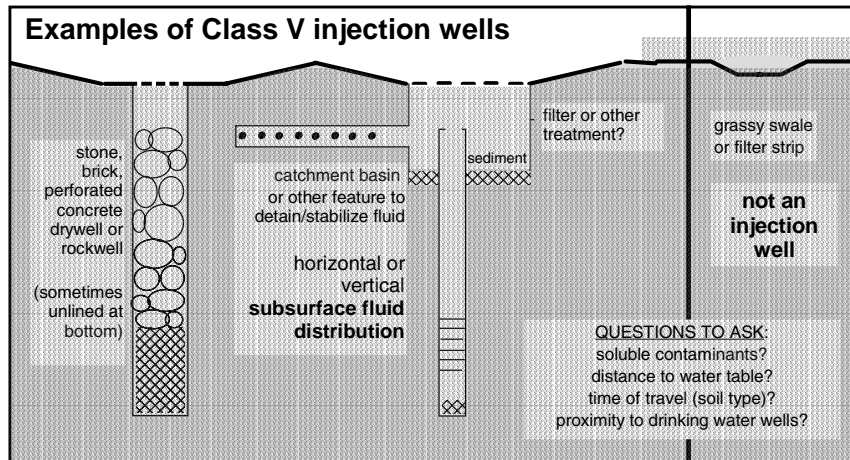 Examples of Class V injection wells
stone,
brick,
perforated
concrete
drywell or
rockwell
(sometimes
unlined at
bottom)
catchment basin
or other feature to
detain/stabilize fluid
horizontal or
vertical
subsurface fluid
distribution
sediment
filter or other
treatment?
grassy swale
or filter strip
not an
injection
well
QUESTIONS TO ASK:
soluble contaminants?
distance to water table?
time of travel (soil type)?
proximity to drinking water wells?